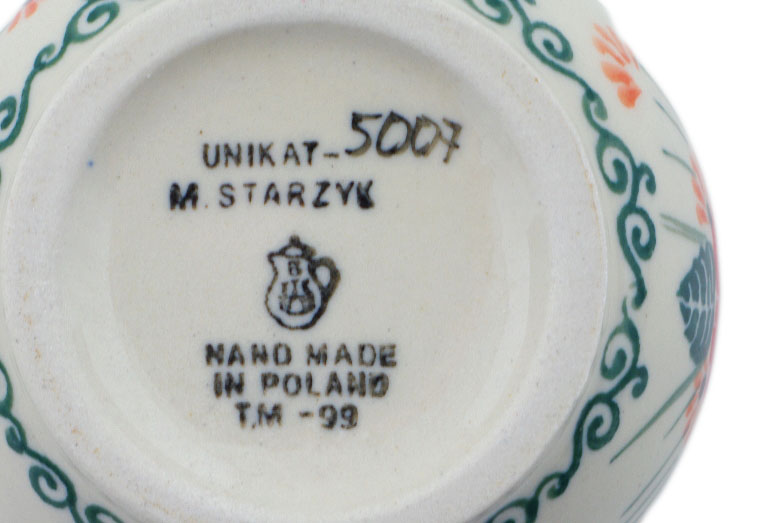 UNIKAT-5007
M. STARZYK
HAND MADE
IN POLAND
T.M -99